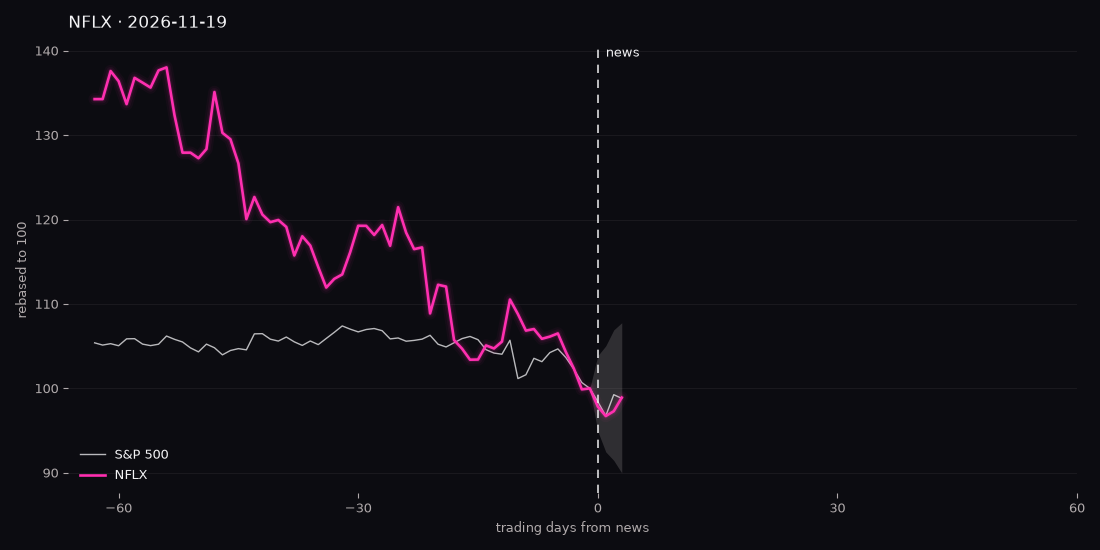 NFLX · 2026-11-19
news
140
130
120
110
100
90
rebased to 100
S&P 500
NFLX
−60
−30
0
30
60
trading days from news